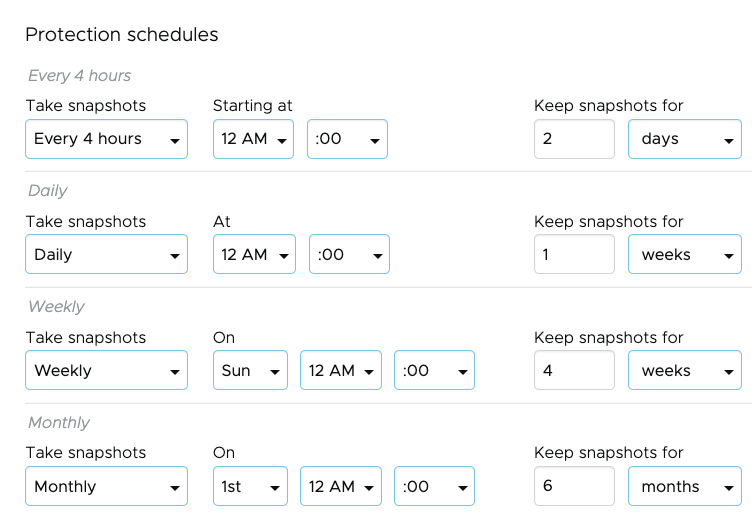 Protection schedules
Every 4 hours
Take snapshots Starting at Keep snapshots for
Every 4 hours 12 AM :00 2 days
Daily
Take snapshots At Keep snapshots for
Daily 12 AM :00 1 weeks
Weekly
Take snapshots On Keep snapshots for
Weekly Sun 12 AM :00 4 weeks
Monthly
Take snapshots On Keep snapshots for
Monthly 1st 12 AM :00 6 months